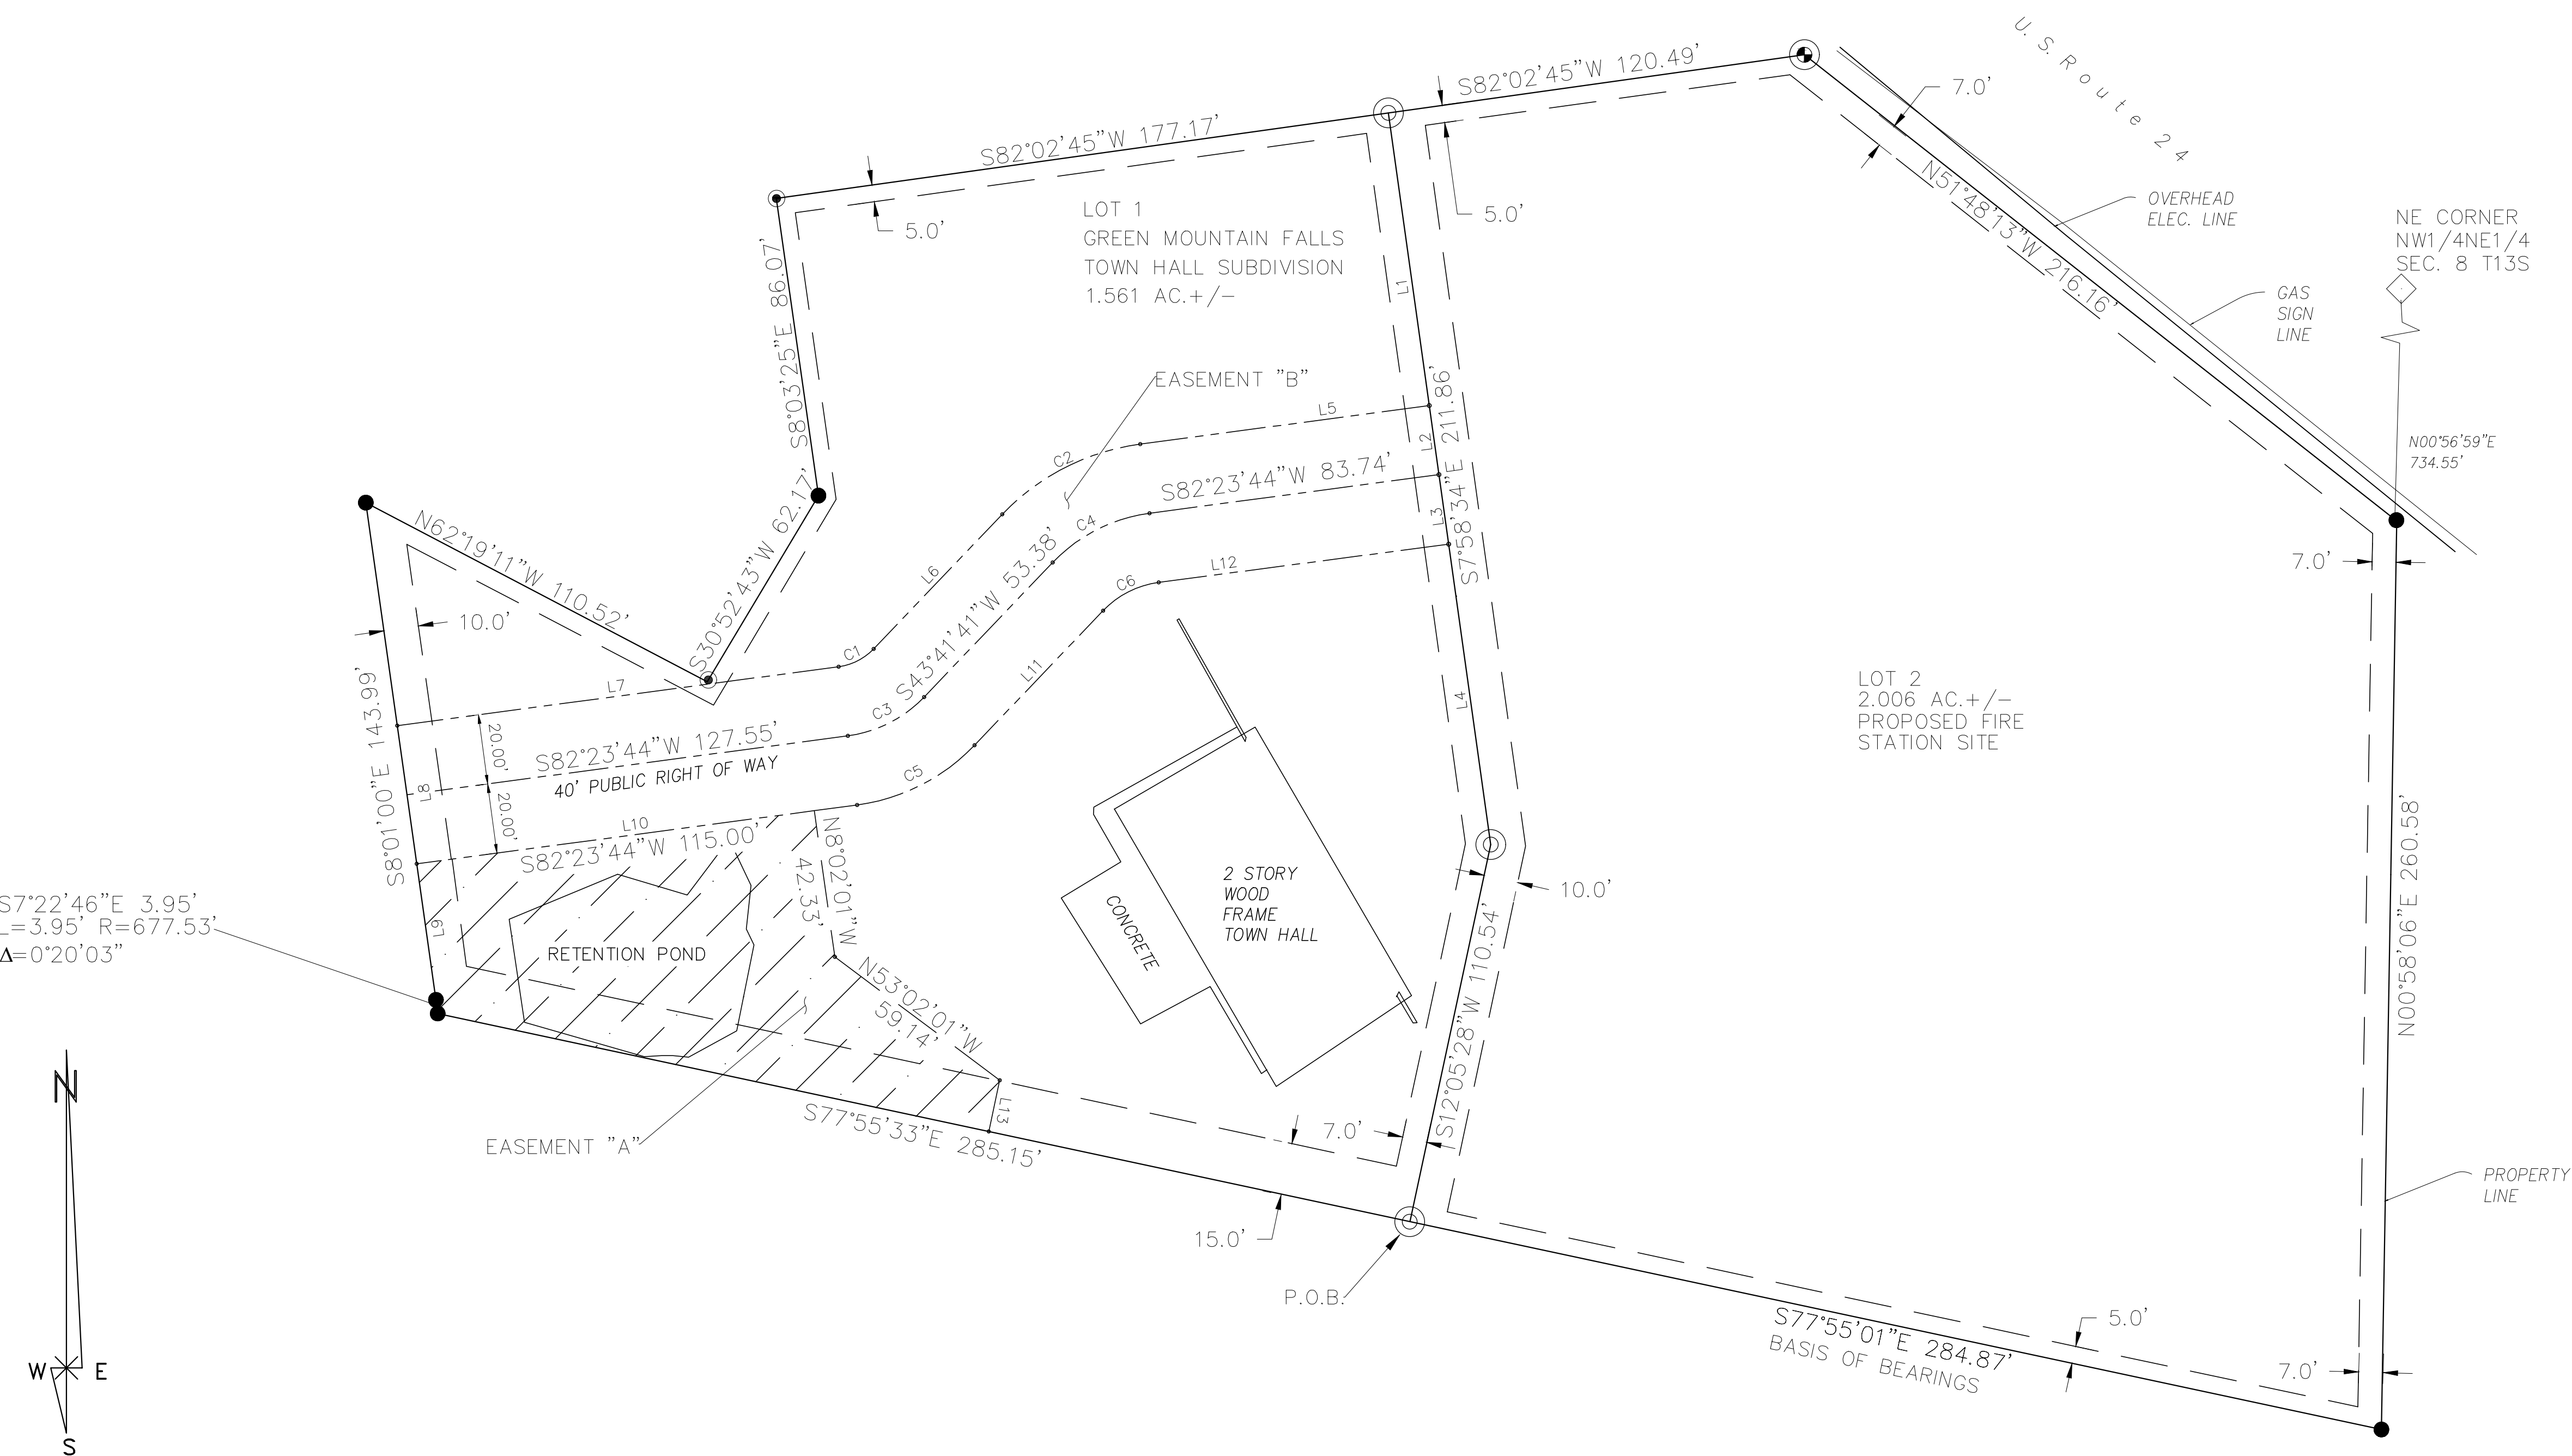 U. S. Route 24
S82°02'45"W 120.49'
7.0'
S82°02'45"W 177.17'
N51°48'13"W 216.16'
OVERHEAD
ELEC. LINE
NE CORNER
NW1/4NE1/4
SEC. 8 T13S
5.0'
5.0'
LOT 1
GREEN MOUNTAIN FALLS
TOWN HALL SUBDIVISION
1.561 AC.+/-
GAS
SIGN
LINE
S8°03'25"E 86.07'
L1
EASEMENT "B"
L5
L2
S7°58'34"E 211.86'
N00°56'59"E
734.55'
C2
S82°23'44"W 83.74'
C4
L3
N62°19'11"W 110.52'
S30°52'43"W 62.17'
L6
S43°41'41"W 53.38'
C6
L12
7.0'
10.0'
C1
L11
L7
L4
LOT 2
2.006 AC.+/-
PROPOSED FIRE
STATION SITE
S8°01'00"E 143.99'
20.00'
S82°23'44"W 127.55'
40' PUBLIC RIGHT OF WAY
C3
C5
L8
20.00'
L10
S82°23'44"W 115.00'
N8°02'01"W
42.33'
2 STORY
WOOD
FRAME
TOWN HALL
CONCRETE
10.0'
N00°58'06"E 260.58'
S7°22'46"E 3.95'
L=3.95' R=677.53'
Δ=0°20'03"
L9
RETENTION POND
N53°02'01"W
59.14'
S12°05'28"W 110.54'
N
L13
S77°55'33"E 285.15'
EASEMENT "A"
7.0'
15.0'
PROPERTY
LINE
P.O.B.
S77°55'01"E 284.87'
BASIS OF BEARINGS
5.0'
7.0'
W E
S